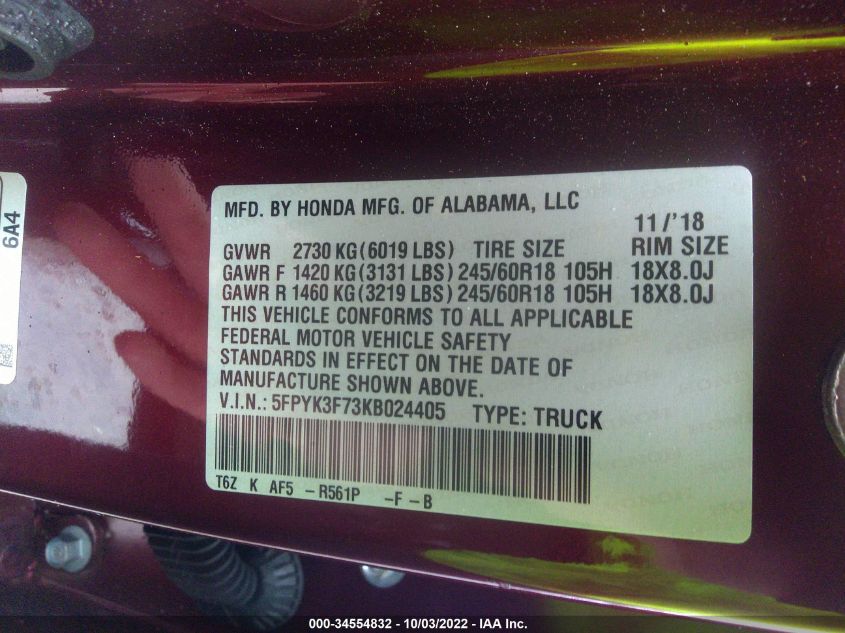 6A4
MFD. BY HONDA MFG. OF ALABAMA, LLC
11/'18
GVWR 2730 KG (6019 LBS) TIRE SIZE RIM SIZE
GAWR F 1420 KG (3131 LBS) 245/60R18 105H 18X8.0J
GAWR R 1460 KG (3219 LBS) 245/60R18 105H 18X8.0J
THIS VEHICLE CONFORMS TO ALL APPLICABLE
FEDERAL MOTOR VEHICLE SAFETY
STANDARDS IN EFFECT ON THE DATE OF
MANUFACTURE SHOWN ABOVE.
V.I.N.: 5FPYK3F73KB024405 TYPE: TRUCK
T6Z K AF5 – R561P –F –B
000-34554832 - 10/03/2022 - IAA Inc.